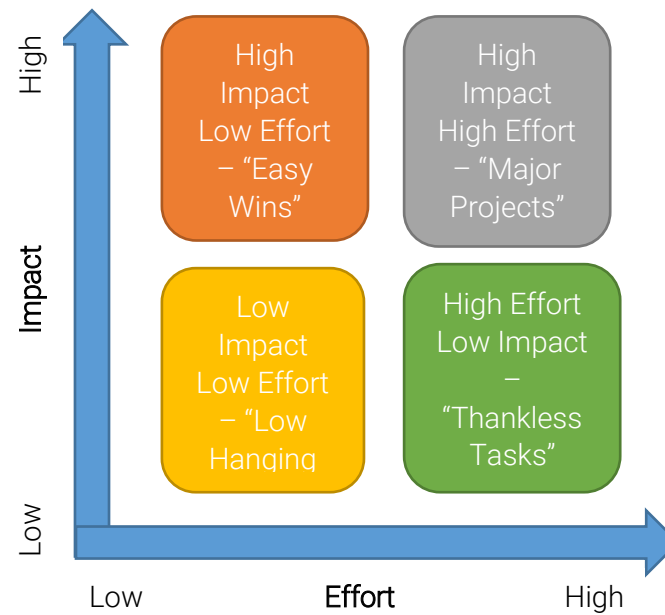 High
High
Impact
Low Effort
– “Easy
Wins”
High
Impact
High Effort
– “Major
Projects”
Impact
Low
Impact
Low Effort
– “Low
Hanging
High Effort
Low Impact
–
“Thankless
Tasks”
Low
Low
Effort
High